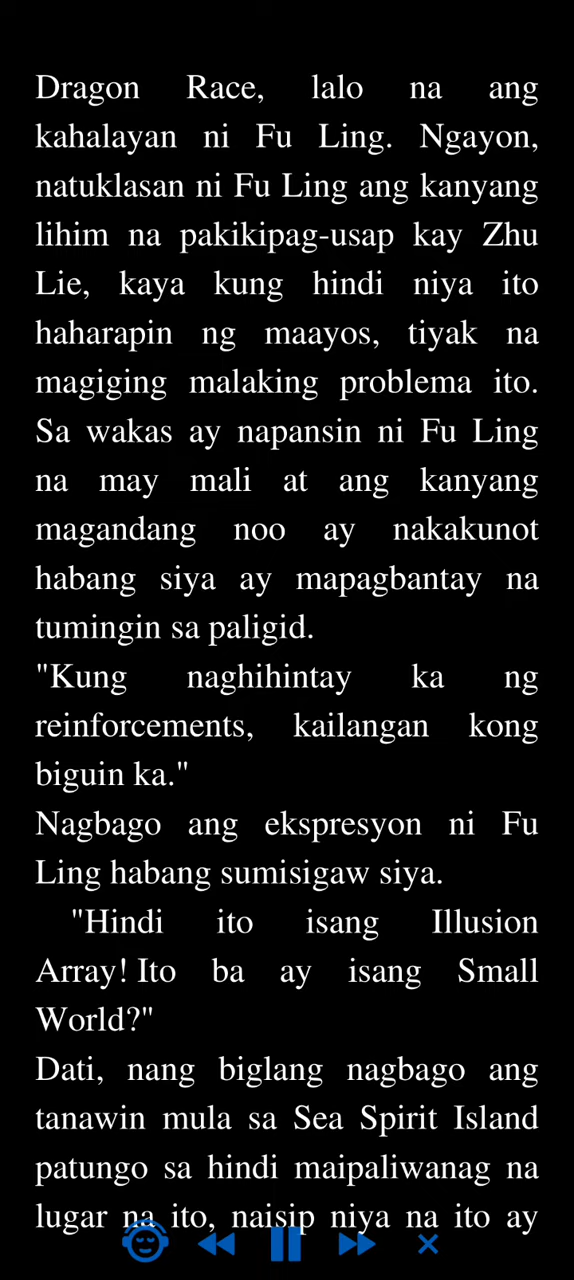 Dragon Race, lalo na ang
kahalayan ni Fu Ling. Ngayon,
natuklasan ni Fu Ling ang kanyang
lihim na pakikipag-usap kay Zhu
Lie, kaya kung hindi niya ito
haharapin ng maayos, tiyak na
magiging malaking problema ito.
Sa wakas ay napansin ni Fu Ling
na may mali at ang kanyang
magandang noo ay nakakunot
habang siya ay mapagbantay na
tumingin sa paligid.
"Kung naghihintay ka ng
reinforcements, kailangan kong
biguin ka."
Nagbago ang ekspresyon ni Fu
Ling habang sumisigaw siya.
"Hindi ito isang Illusion
Array! Ito ba ay isang Small
World?"
Dati, nang biglang nagbago ang
tanawin mula sa Sea Spirit Island
patungo sa hindi maipaliwanag na
lugar na ito, naisip niya na ito ay